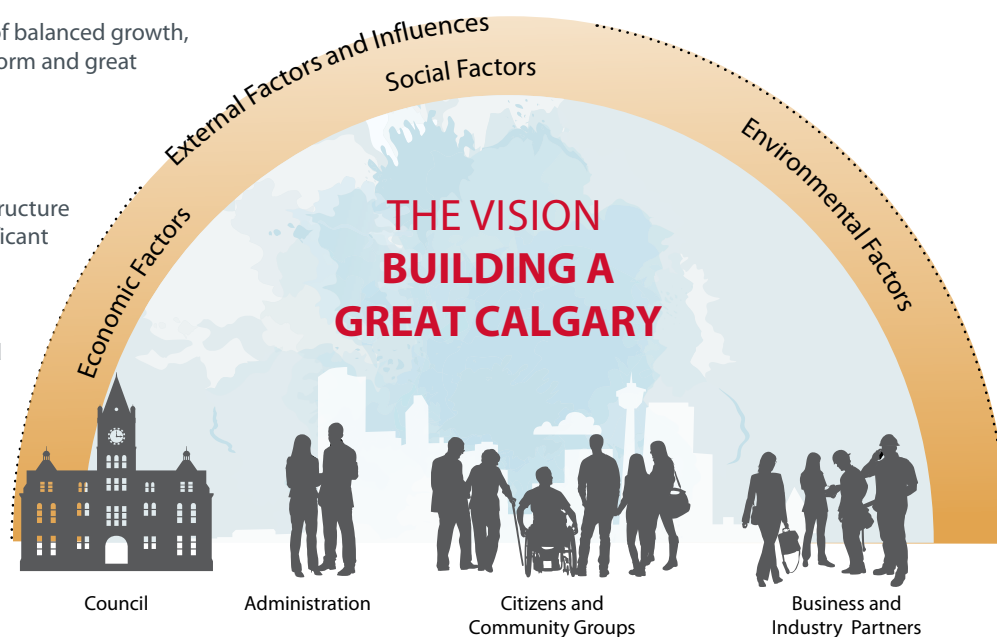 of balanced growth,
orm and great
ructure
ficant
External Factors and Influences
Social Factors
Economic Factors
Environmental Factors
THE VISION
BUILDING A
GREAT CALGARY
Council
Administration
Citizens and
Community Groups
Business and
Industry Partners